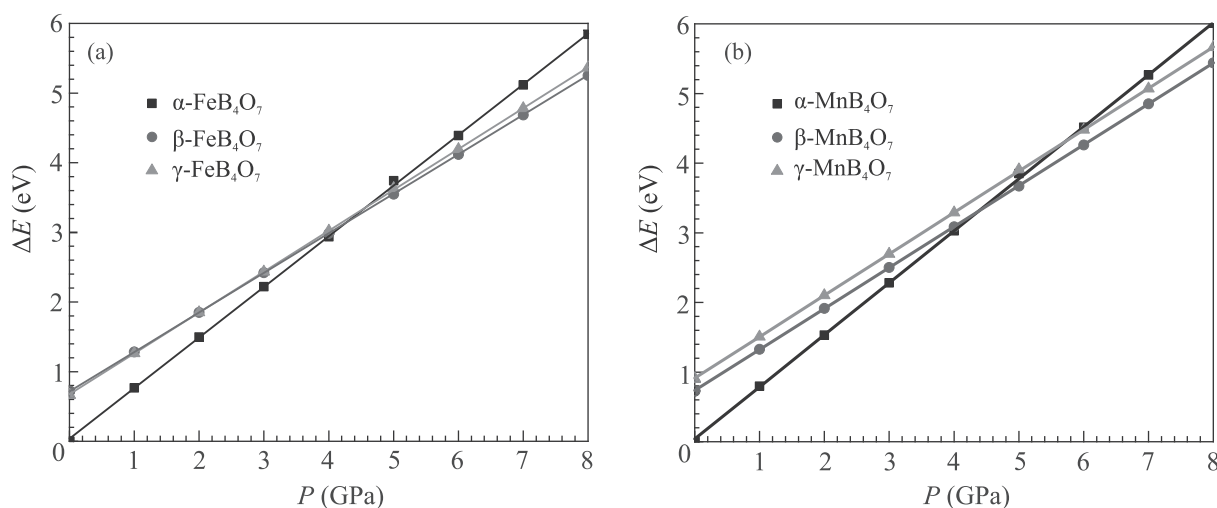 (a)
α-FeB₄O₇
β-FeB₄O₇
γ-FeB₄O₇
ΔE (eV)
6
5
4
3
2
1
0
1 2 3 4 5 6 7 8
P (GPa)
(b)
α-MnB₄O₇
β-MnB₄O₇
γ-MnB₄O₇
ΔE (eV)
6
5
4
3
2
1
0
1 2 3 4 5 6 7 8
P (GPa)